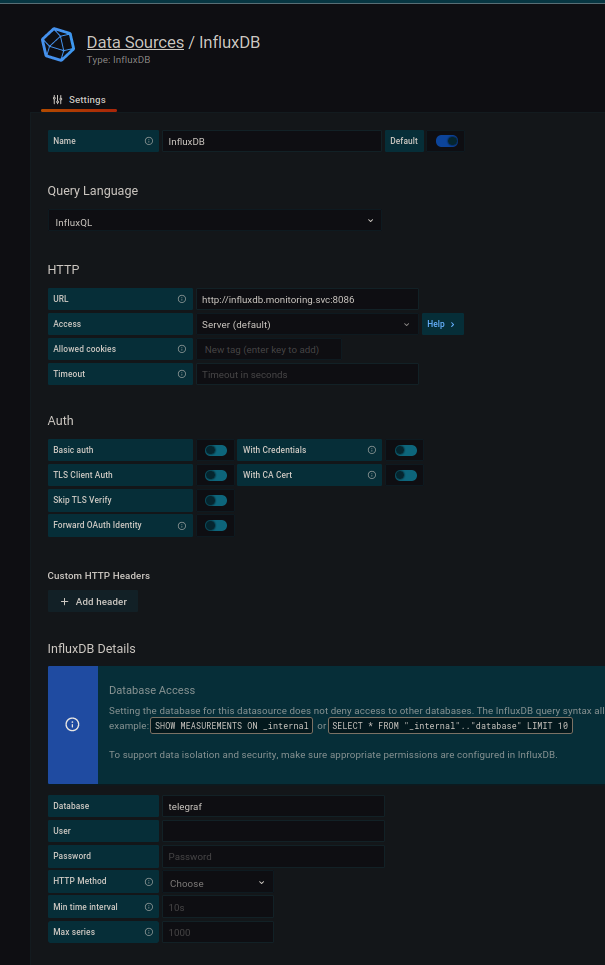 Data Sources / InfluxDB
Type: InfluxDB
Settings
Name InfluxDB Default
Query Language
InfluxQL
HTTP
URL http://influxdb.monitoring.svc:8086
Access Server (default) Help
Allowed cookies New tag (enter key to add)
Timeout Timeout in seconds
Auth
Basic auth With Credentials
TLS Client Auth With CA Cert
Skip TLS Verify
Forward OAuth Identity
Custom HTTP Headers
+ Add header
InfluxDB Details
Database Access
Setting the database for this datasource does not deny access to other databases. The InfluxDB query syntax all
example: SHOW MEASUREMENTS ON _internal or SELECT * FROM "_internal".."database" LIMIT 10
To support data isolation and security, make sure appropriate permissions are configured in InfluxDB.
Database telegraf
User
Password Password
HTTP Method Choose
Min time interval 10s
Max series 1000